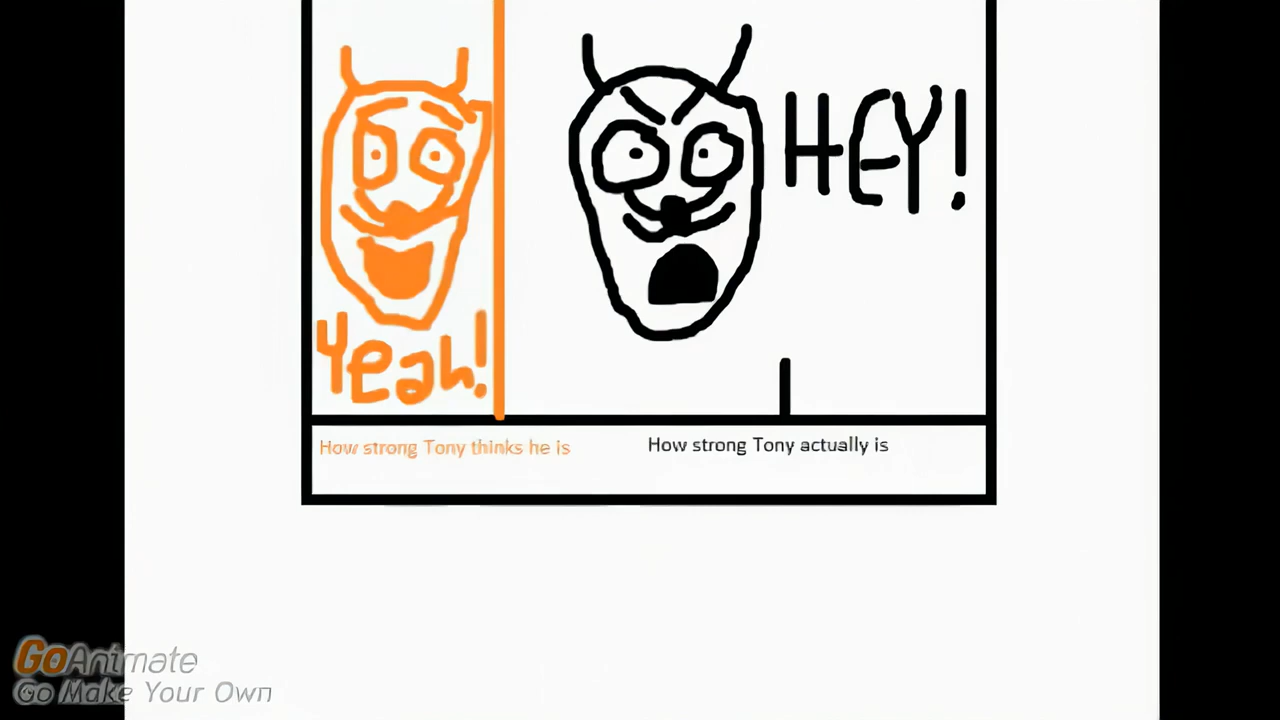 HEY!
Yeah!
How strong Tony thinks he is
How strong Tony actually is
GoAnimate
Go Make Your Own